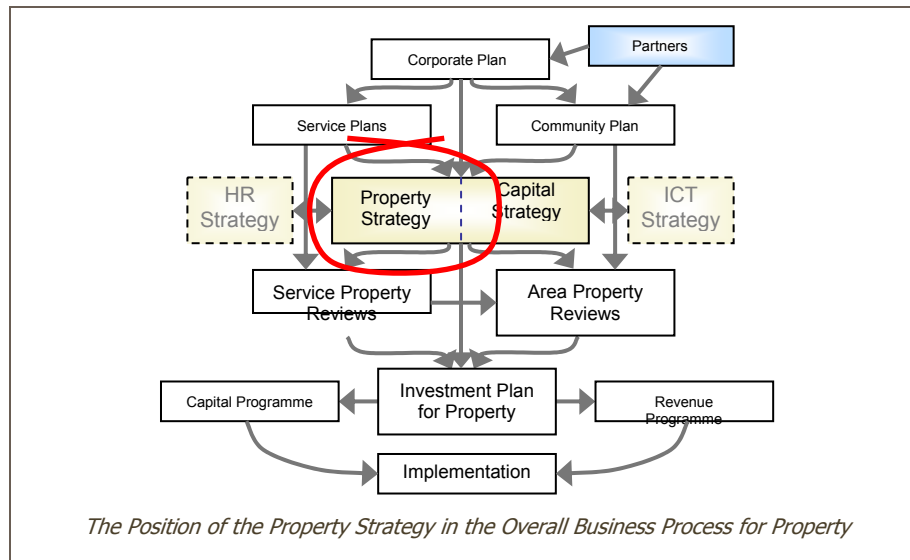 Partners
Corporate Plan
Service Plans
Community Plan
HR
Strategy
Property
Strategy
Capital
Strategy
ICT
Strategy
Service Property
Reviews
Area Property
Reviews
Capital Programme
Investment Plan
for Property
Revenue
Programme
Implementation
The Position of the Property Strategy in the Overall Business Process for Property